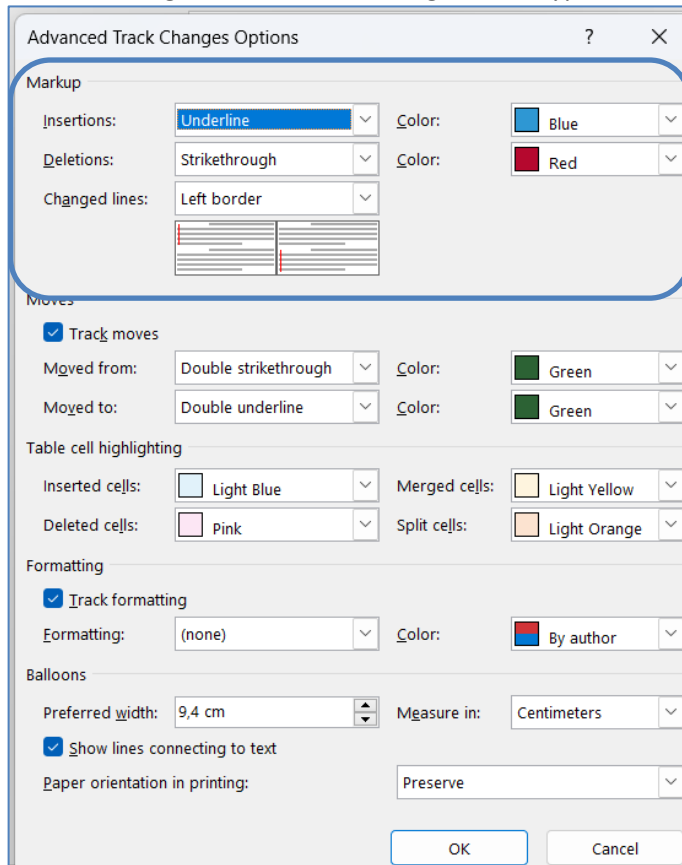 Advanced Track Changes Options ? ×
Markup
Insertions: Underline Color: Blue
Deletions: Strikethrough Color: Red
Changed lines: Left border
Moves
Track moves
Moved from: Double strikethrough Color: Green
Moved to: Double underline Color: Green
Table cell highlighting
Inserted cells: Light Blue Merged cells: Light Yellow
Deleted cells: Pink Split cells: Light Orange
Formatting
Track formatting
Formatting: (none) Color: By author
Balloons
Preferred width: 9,4 cm Measure in: Centimeters
Show lines connecting to text
Paper orientation in printing: Preserve
OK Cancel